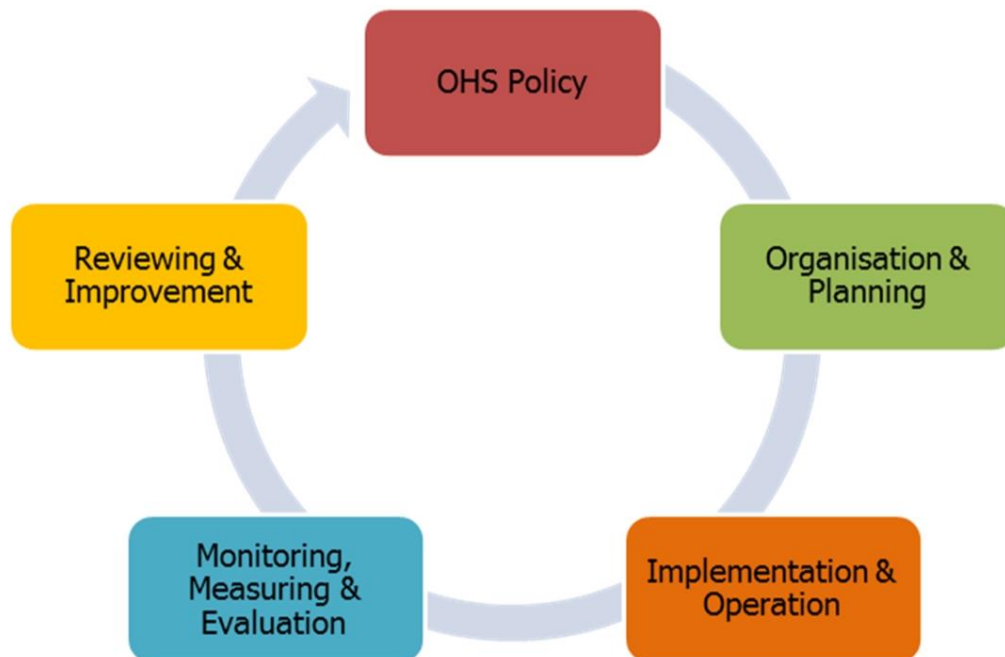 OHS Policy
Organisation &
Planning
Implementation &
Operation
Monitoring,
Measuring &
Evaluation
Reviewing &
Improvement